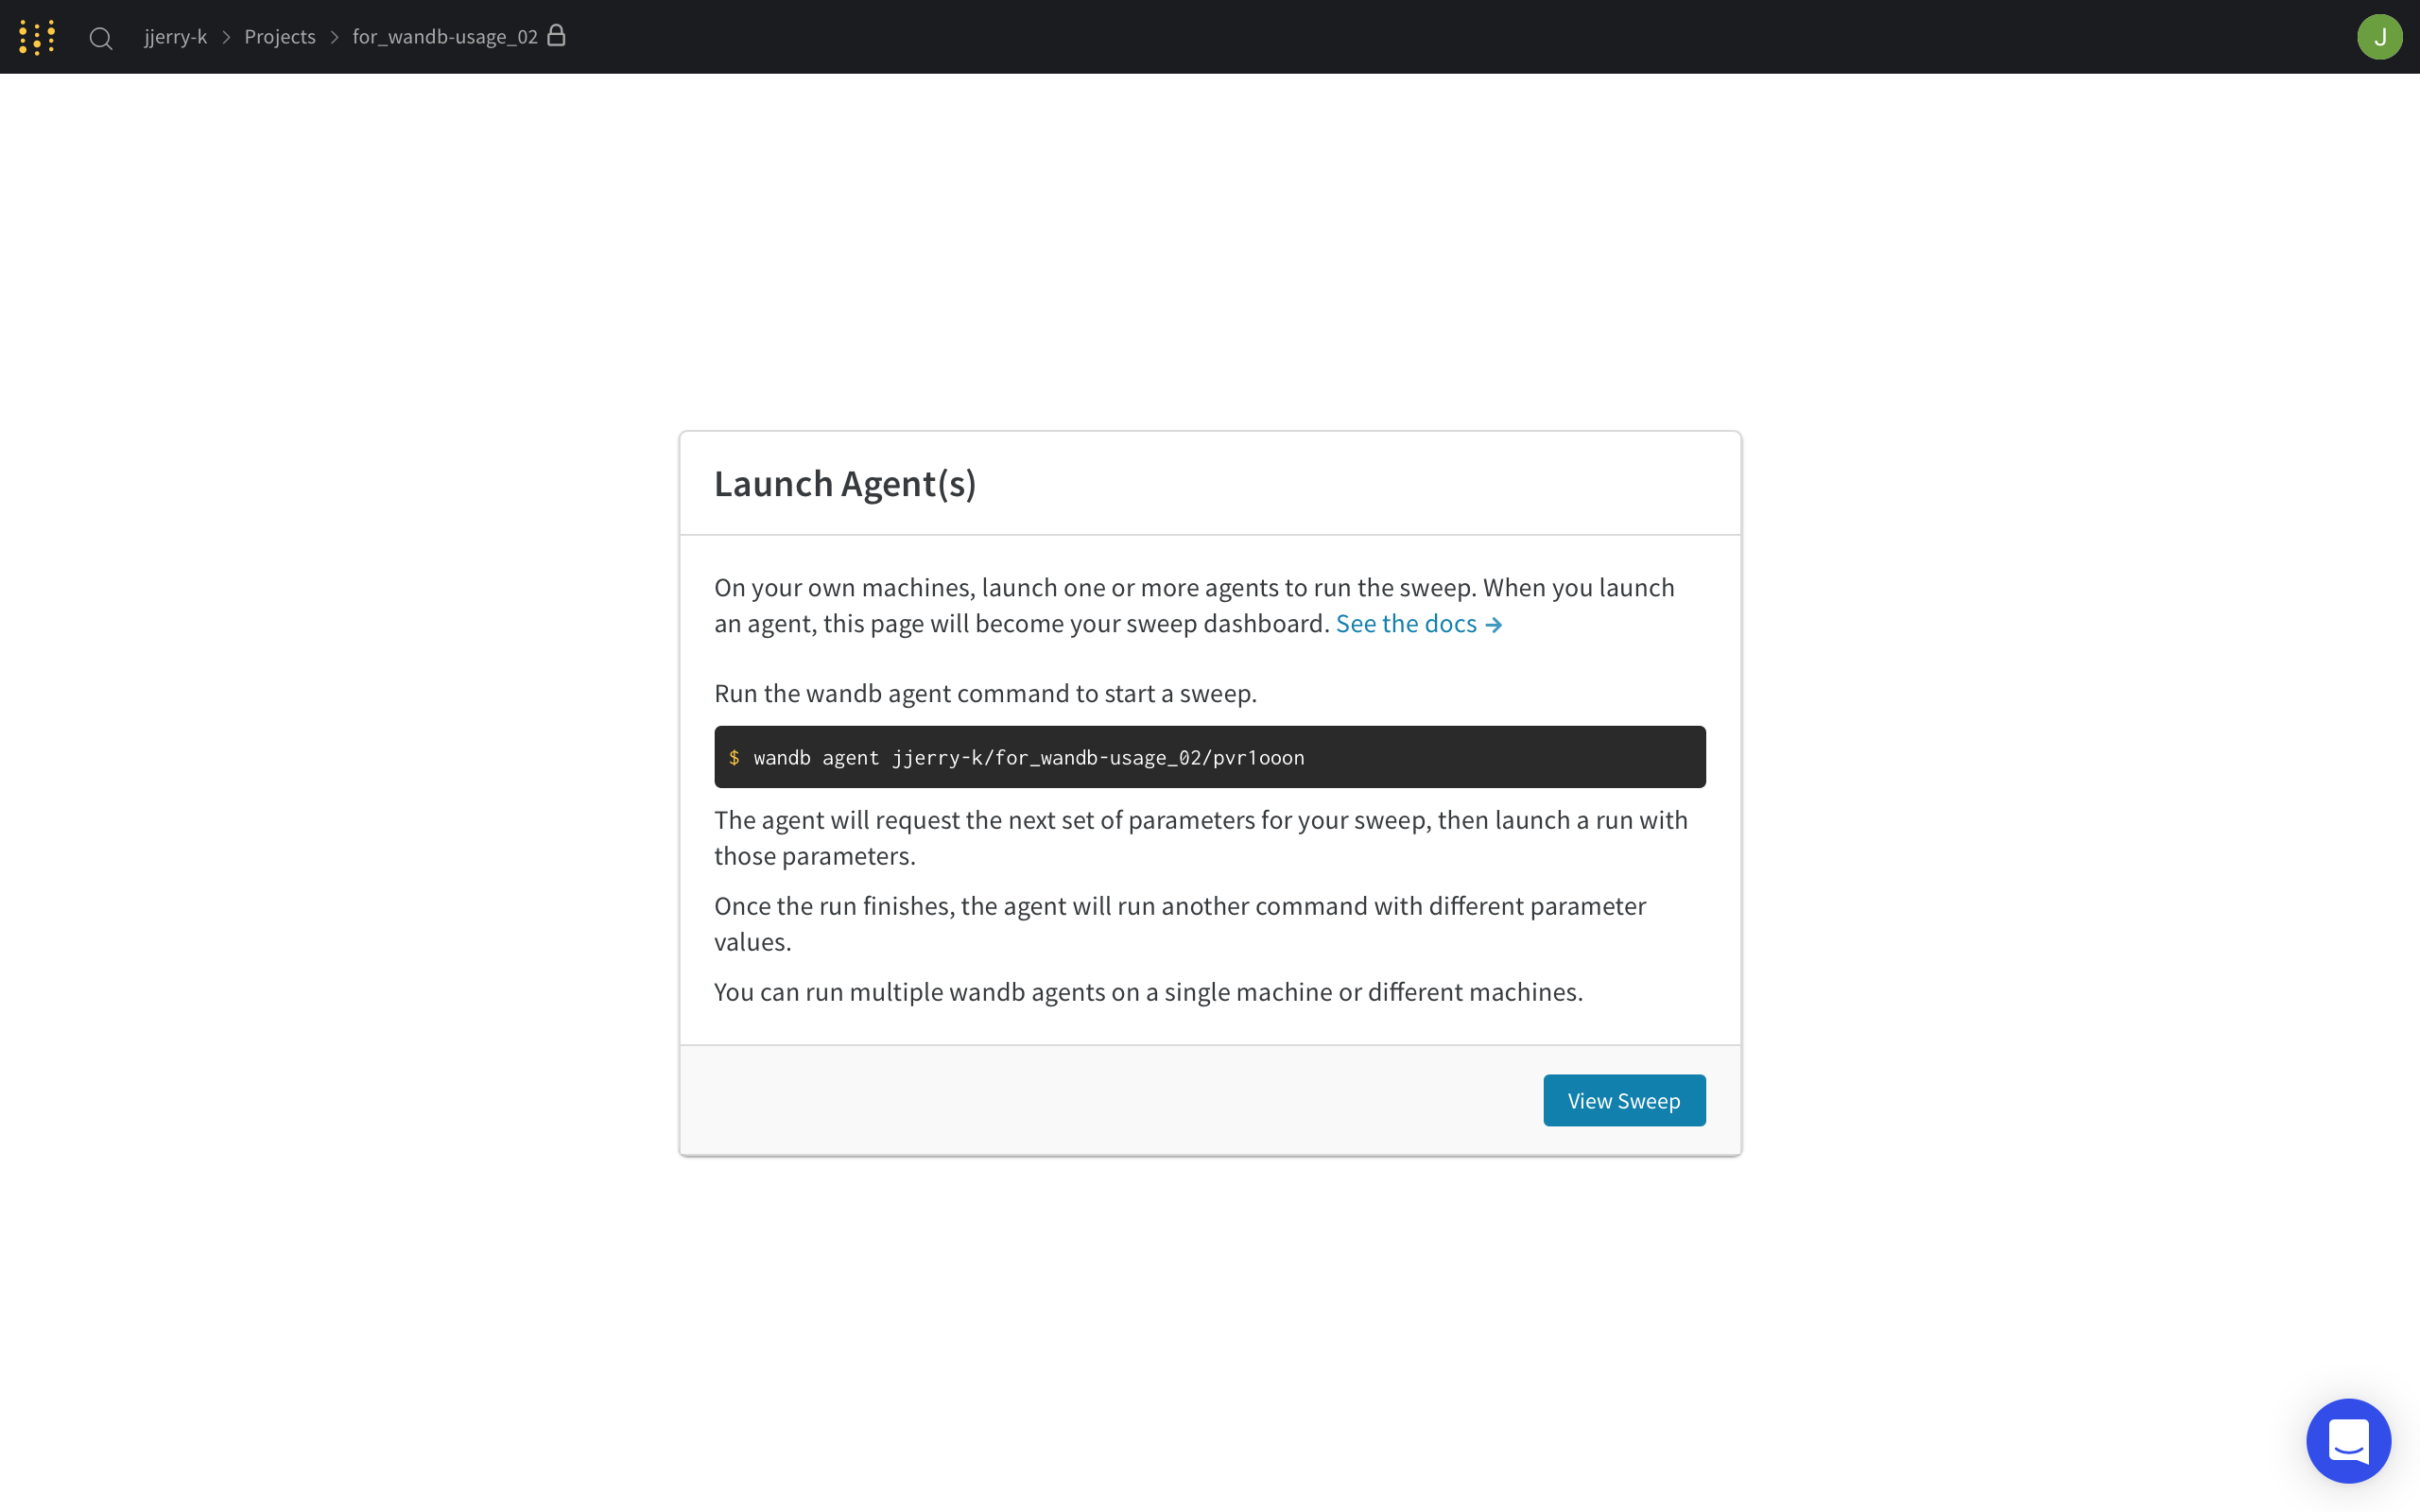 jjerry-k > Projects > for_wandb-usage_02
J
Launch Agent(s)
On your own machines, launch one or more agents to run the sweep. When you launch
an agent, this page will become your sweep dashboard. See the docs →
Run the wandb agent command to start a sweep.
$ wandb agent jjerry-k/for_wandb-usage_02/pvr1ooon
The agent will request the next set of parameters for your sweep, then launch a run with
those parameters.
Once the run finishes, the agent will run another command with different parameter
values.
You can run multiple wandb agents on a single machine or different machines.
View Sweep